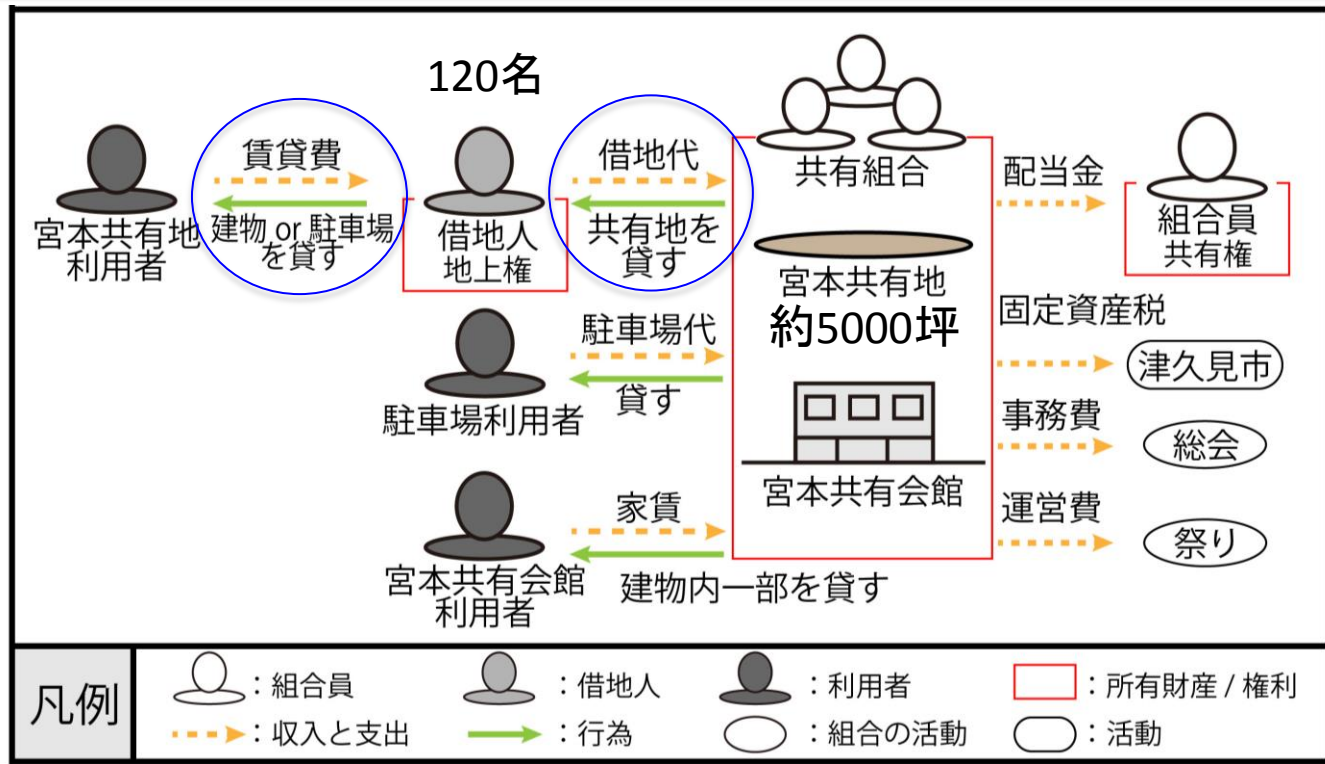 120名
賃貸費
建物 or 駐車場
を貸す
宮本共有地
利用者
借地人
地上権
借地代
共有地を
貸す
共有組合
宮本共有地
約5000坪
宮本共有会館
配当金
組合員
共有権
駐車場代
貸す
駐車場利用者
固定資産税
津久見市
事務費
総会
家賃
建物内一部を貸す
宮本共有会館
利用者
運営費
祭り
凡例
：組合員
：借地人
：利用者
：所有財産 / 権利
：収入と支出
：行為
：組合の活動
：活動